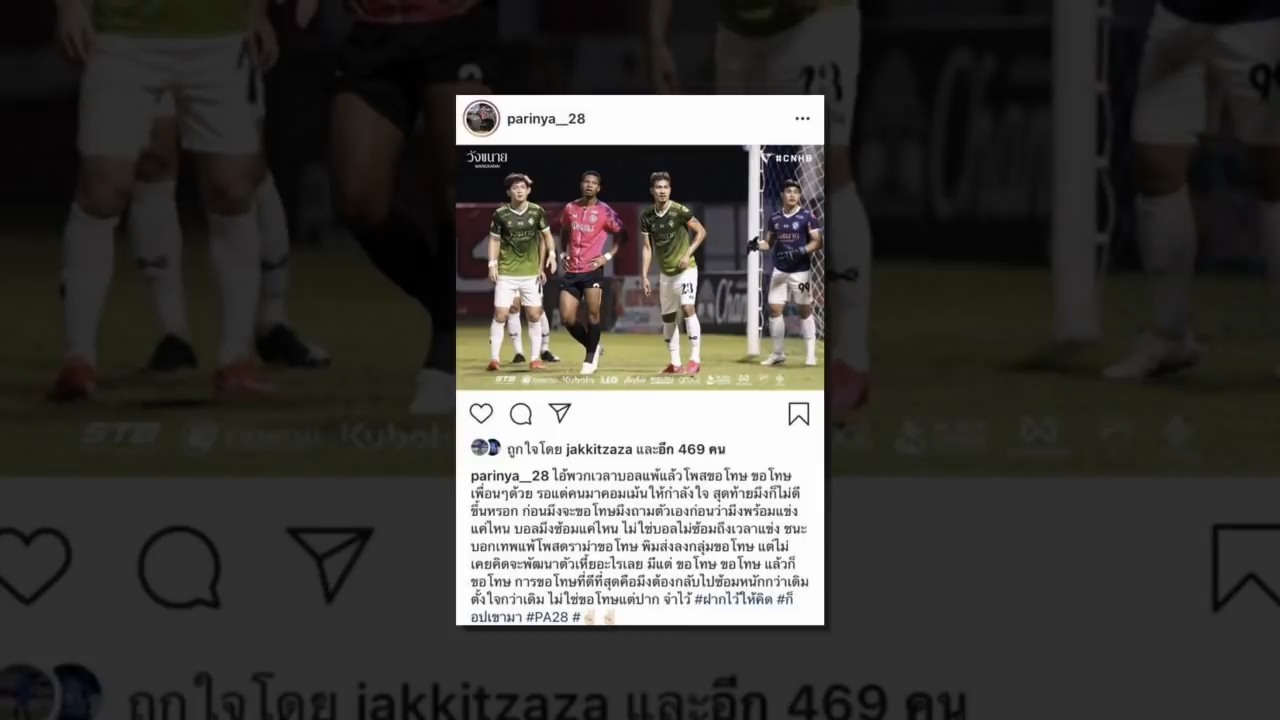 parinya__28
วังขนาย
WANGKANAI
#CNHB
23
99
STB
Kubota
LEO
ถูกใจโดย jakkitzaza และอีก 469 คน
parinya__28 ไอ้พวกเวลาบอลแพ้แล้วโพสขอโทษ ขอโทษ
เพื่อนๆด้วย รอแต่คนมาคอมเม้นให้กำลังใจ สุดท้ายมึงก็ไม่ดี
ขึ้นหรอก ก่อนมึงจะขอโทษมึงถามตัวเองก่อนว่ามึงพร้อมแข่ง
แค่ไหน บอลมึงซ้อมแค่ไหน ไม่ใช่บอลไม่ซ้อมถึงเวลาแข่ง ชนะ
บอกเทพแพ้โพสดราม่าขอโทษ พิมส่งลงกลุ่มขอโทษ แต่ไม่
เคยคิดจะพัฒนาตัวเหี้ยอะไรเลย มีแต่ ขอโทษ ขอโทษ แล้วก็
ขอโทษ การขอโทษที่ดีที่สุดคือมึงต้องกลับไปซ้อมหนักกว่าเดิม
ตั้งใจกว่าเดิม ไม่ใช่ขอโทษแต่ปาก จำไว้ #ฝากไว้ให้คิด #ก็
อปเขามา #PA28 #✌🏻✌🏻
STB
Kubota
ถูกใจโดย jakkitzaza และอีก 469 คน